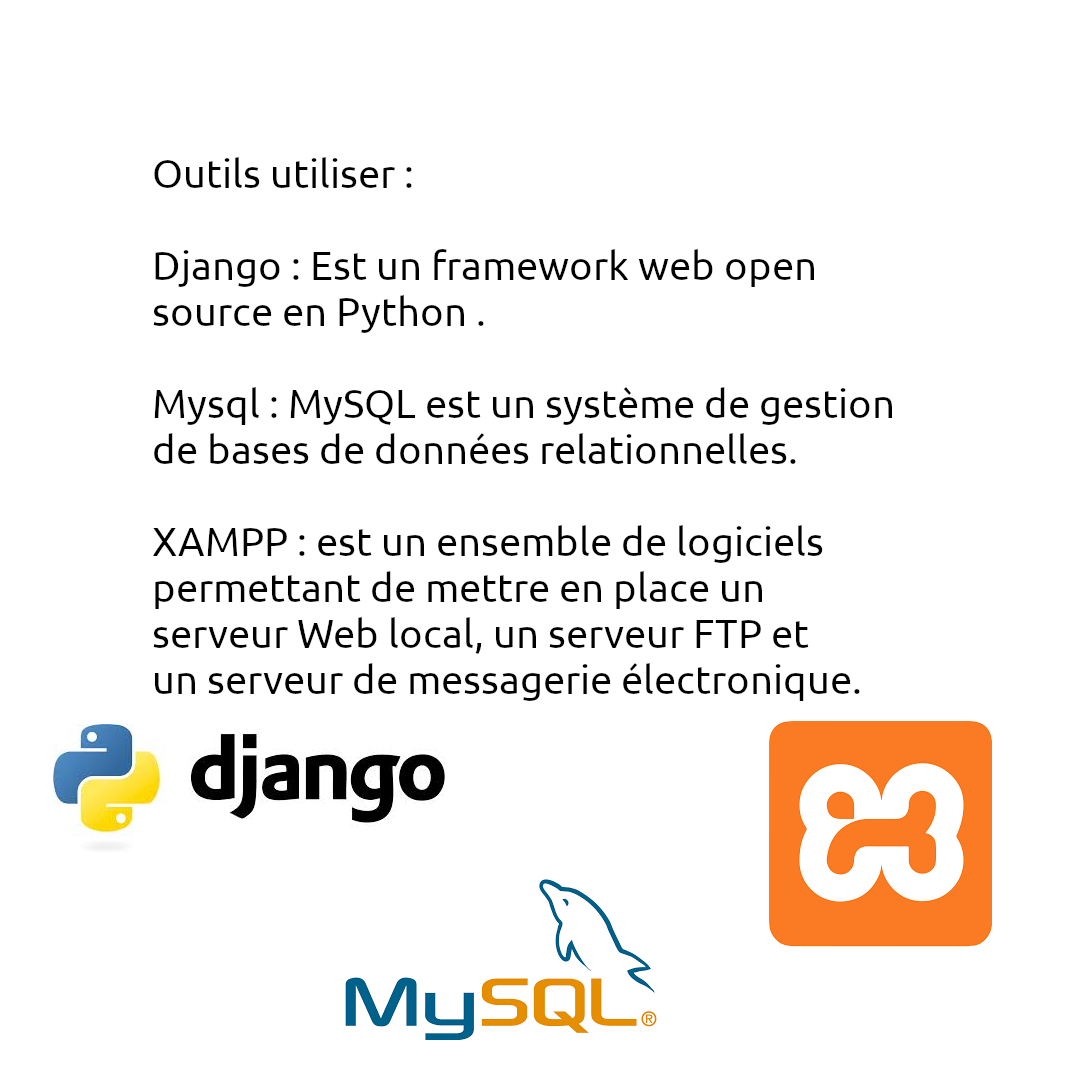 Outils utiliser :
Django : Est un framework web open
source en Python .
Mysql : MySQL est un système de gestion
de bases de données relationnelles.
XAMPP : est un ensemble de logiciels
permettant de mettre en place un
serveur Web local, un serveur FTP et
un serveur de messagerie électronique.
django
MySQL®